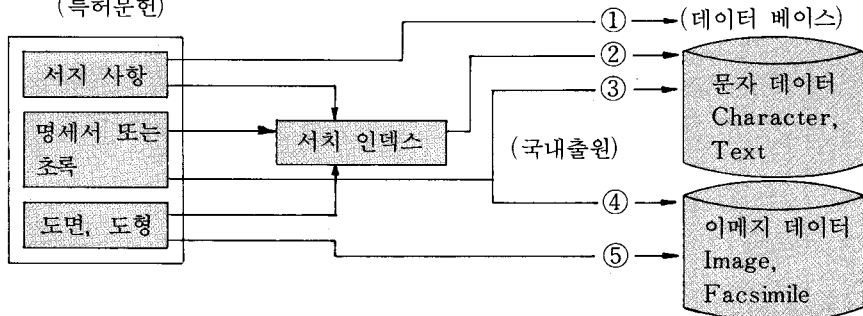 (특허문헌)
① (데이터 베이스)
②
서지 사항
③
문자 데이터
Character,
Text
명세서 또는
초록
서치 인덱스
(국내출원)
도면, 도형
④
이메지 데이터
Image,
Facsimile
⑤